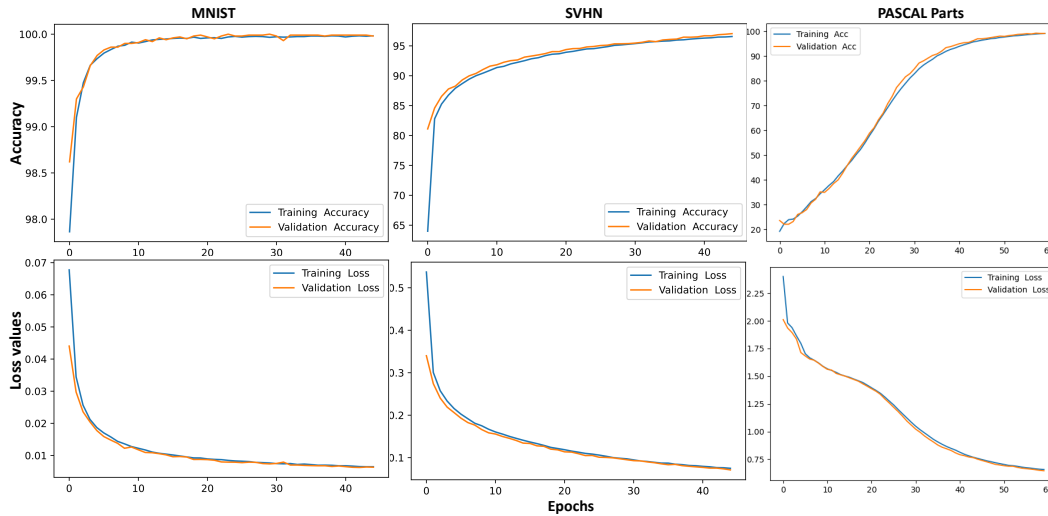 MNIST
SVHN
PASCAL Parts
Accuracy
100.0
99.5
99.0
98.5
98.0
0 10 20 30 40
Training Accuracy
Validation Accuracy
95
90
85
80
75
70
65
0 10 20 30 40
Training Accuracy
Validation Accuracy
100
90
80
70
60
50
40
30
20
0 10 20 30 40 50 6
Training Acc
Validation Acc
Loss values
0.07
0.06
0.05
0.04
0.03
0.02
0.01
0 10 20 30 40
Training Loss
Validation Loss
0.5
0.4
0.3
0.2
0.1
0 10 20 30 40
Training Loss
Validation Loss
2.25
2.00
1.75
1.50
1.25
1.00
0.75
0 10 20 30 40 50 6
Training Loss
Validation Loss
Epochs